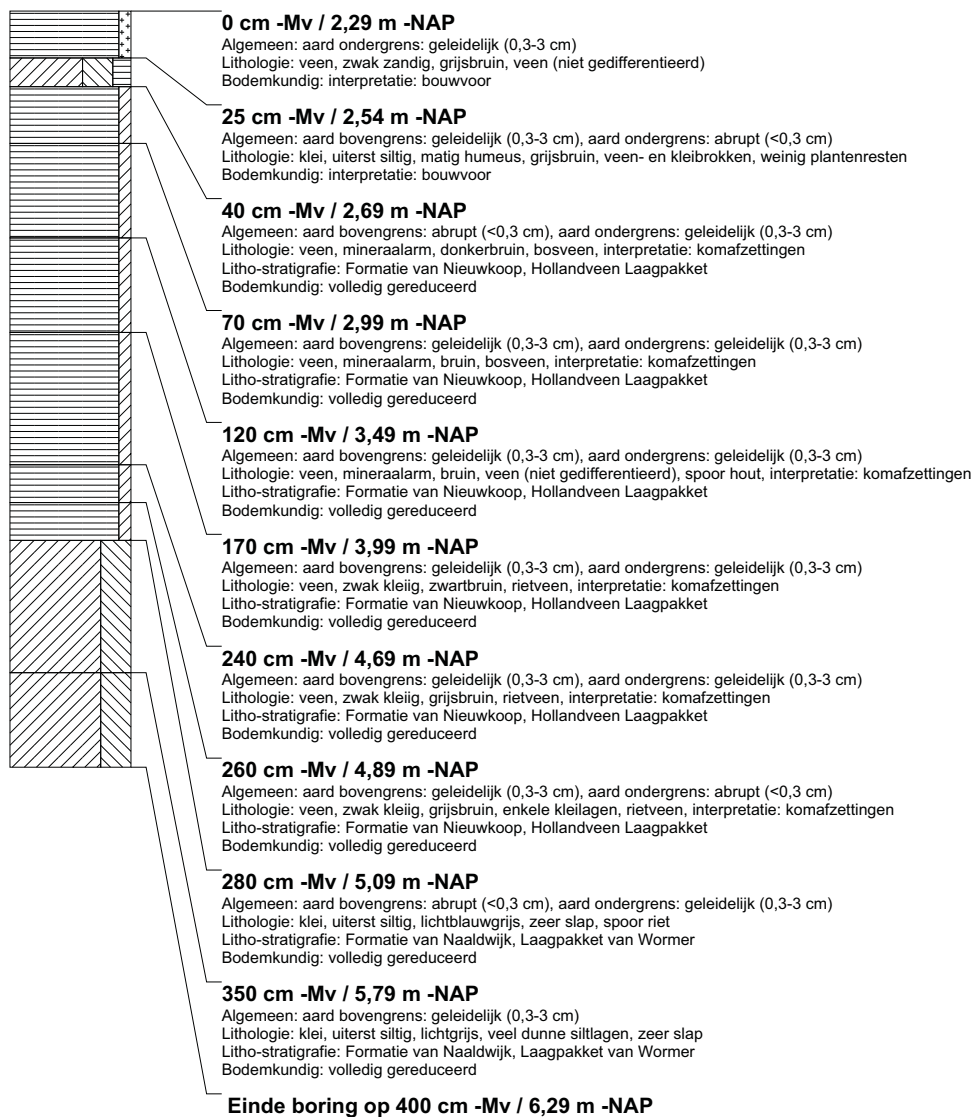 0 cm -Mv / 2,29 m -NAP
Algemeen: aard ondergrens: geleidelijk (0,3-3 cm)
Lithologie: veen, zwak zandig, grijsbruin, veen (niet gedifferentieerd)
Bodemkundig: interpretatie: bouwvoor
25 cm -Mv / 2,54 m -NAP
Algemeen: aard bovengrens: geleidelijk (0,3-3 cm), aard ondergrens: abrupt (<0,3 cm)
Lithologie: klei, uiterst siltig, matig humeus, grijsbruin, veen- en kleibrokken, weinig plantenresten
Bodemkundig: interpretatie: bouwvoor
40 cm -Mv / 2,69 m -NAP
Algemeen: aard bovengrens: abrupt (<0,3 cm), aard ondergrens: geleidelijk (0,3-3 cm)
Lithologie: veen, mineraalarm, donkerbruin, bosveen, interpretatie: komafzettingen
Litho-stratigrafie: Formatie van Nieuwkoop, Hollandveen Laagpakket
Bodemkundig: volledig gereduceerd
70 cm -Mv / 2,99 m -NAP
Algemeen: aard bovengrens: geleidelijk (0,3-3 cm), aard ondergrens: geleidelijk (0,3-3 cm)
Lithologie: veen, mineraalarm, bruin, bosveen, interpretatie: komafzettingen
Litho-stratigrafie: Formatie van Nieuwkoop, Hollandveen Laagpakket
Bodemkundig: volledig gereduceerd
120 cm -Mv / 3,49 m -NAP
Algemeen: aard bovengrens: geleidelijk (0,3-3 cm), aard ondergrens: geleidelijk (0,3-3 cm)
Lithologie: veen, mineraalarm, bruin, veen (niet gedifferentieerd), spoor hout, interpretatie: komafzettingen
Litho-stratigrafie: Formatie van Nieuwkoop, Hollandveen Laagpakket
Bodemkundig: volledig gereduceerd
170 cm -Mv / 3,99 m -NAP
Algemeen: aard bovengrens: geleidelijk (0,3-3 cm), aard ondergrens: geleidelijk (0,3-3 cm)
Lithologie: veen, zwak kleiig, zwartbruin, rietveen, interpretatie: komafzettingen
Litho-stratigrafie: Formatie van Nieuwkoop, Hollandveen Laagpakket
Bodemkundig: volledig gereduceerd
240 cm -Mv / 4,69 m -NAP
Algemeen: aard bovengrens: geleidelijk (0,3-3 cm), aard ondergrens: geleidelijk (0,3-3 cm)
Lithologie: veen, zwak kleiig, grijsbruin, rietveen, interpretatie: komafzettingen
Litho-stratigrafie: Formatie van Nieuwkoop, Hollandveen Laagpakket
Bodemkundig: volledig gereduceerd
260 cm -Mv / 4,89 m -NAP
Algemeen: aard bovengrens: geleidelijk (0,3-3 cm), aard ondergrens: abrupt (<0,3 cm)
Lithologie: veen, zwak kleiig, grijsbruin, enkele kleilagen, rietveen, interpretatie: komafzettingen
Litho-stratigrafie: Formatie van Nieuwkoop, Hollandveen Laagpakket
Bodemkundig: volledig gereduceerd
280 cm -Mv / 5,09 m -NAP
Algemeen: aard bovengrens: abrupt (<0,3 cm), aard ondergrens: geleidelijk (0,3-3 cm)
Lithologie: klei, uiterst siltig, lichtblauwgrijs, zeer slap, spoor riet
Litho-stratigrafie: Formatie van Naaldwijk, Laagpakket van Wormer
Bodemkundig: volledig gereduceerd
350 cm -Mv / 5,79 m -NAP
Algemeen: aard bovengrens: geleidelijk (0,3-3 cm)
Lithologie: klei, uiterst siltig, lichtgrijs, veel dunne siltlagen, zeer slap
Litho-stratigrafie: Formatie van Naaldwijk, Laagpakket van Wormer
Bodemkundig: volledig gereduceerd
Einde boring op 400 cm -Mv / 6,29 m -NAP